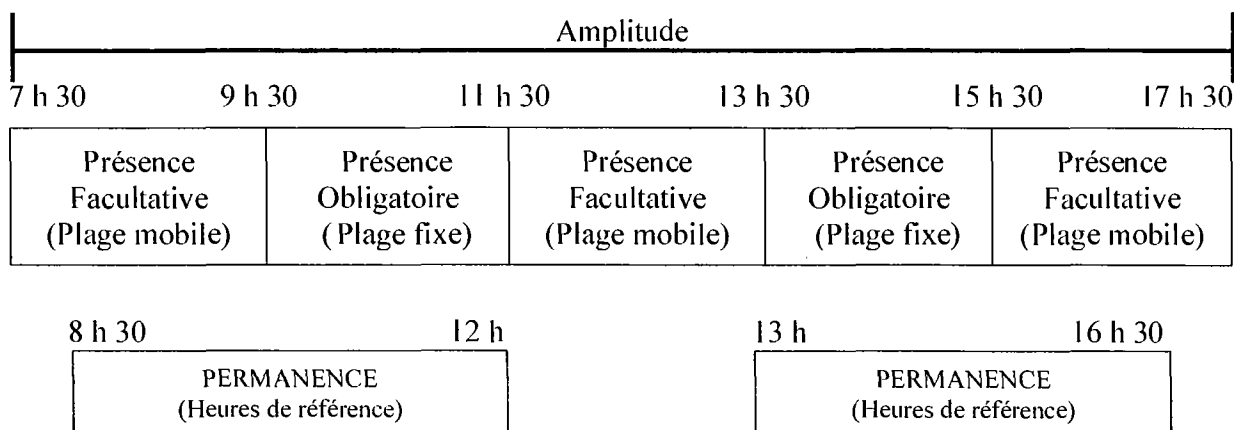 Amplitude
7 h 30 9 h 30 11 h 30 13 h 30 15 h 30 17 h 30
Présence Présence Présence Présence Présence
Facultative Obligatoire Facultative Obligatoire Facultative
(Plage mobile) (Plage fixe) (Plage mobile) (Plage fixe) (Plage mobile)
8 h 30 12 h 13 h 16 h 30
PERMANENCE PERMANENCE
(Heures de référence) (Heures de référence)